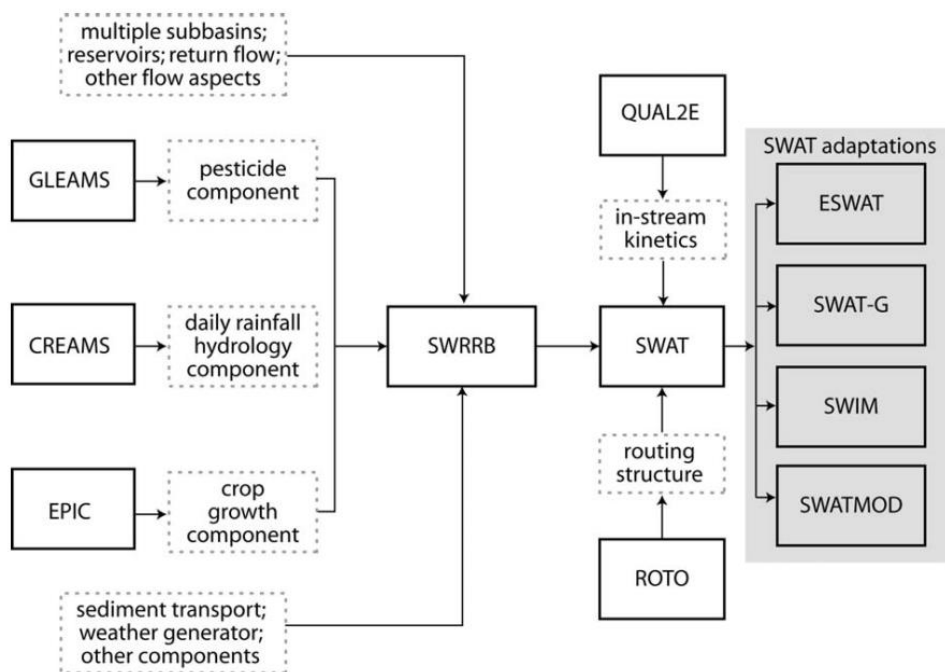 multiple subbasins;
reservoirs; return flow;
other flow aspects
QUAL2E
SWAT adaptations
GLEAMS
pesticide
component
in-stream
kinetics
ESWAT
CREAMS
daily rainfall
hydrology
component
SWRRB
SWAT
SWAT-G
SWIM
EPIC
crop
growth
component
routing
structure
SWATMOD
ROTO
sediment transport;
weather generator;
other components